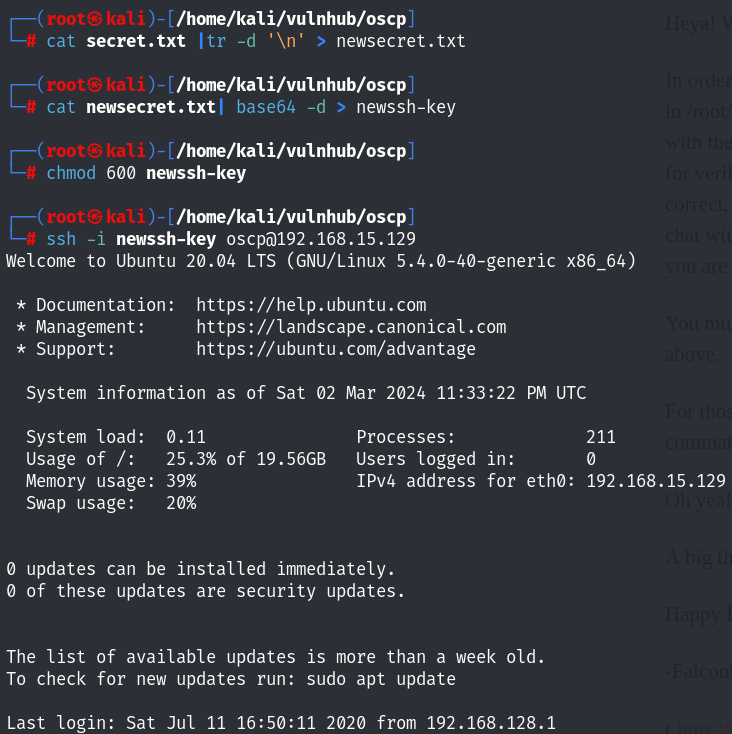 ┌──(root㉿kali)-[/home/kali/vulnhub/oscp]
└─# cat secret.txt |tr -d '\n' > newsecret.txt
┌──(root㉿kali)-[/home/kali/vulnhub/oscp]
└─# cat newsecret.txt| base64 -d > newssh-key
┌──(root㉿kali)-[/home/kali/vulnhub/oscp]
└─# chmod 600 newssh-key
┌──(root㉿kali)-[/home/kali/vulnhub/oscp]
└─# ssh -i newssh-key oscp@192.168.15.129
Welcome to Ubuntu 20.04 LTS (GNU/Linux 5.4.0-40-generic x86_64)
* Documentation:  https://help.ubuntu.com
* Management:     https://landscape.canonical.com
* Support:        https://ubuntu.com/advantage
System information as of Sat 02 Mar 2024 11:33:22 PM UTC
System load:  0.11               Processes:             211
Usage of /:   25.3% of 19.56GB   Users logged in:       0
Memory usage: 39%                IPv4 address for eth0: 192.168.15.129
Swap usage:   20%
0 updates can be installed immediately.
0 of these updates are security updates.
The list of available updates is more than a week old.
To check for new updates run: sudo apt update
Last login: Sat Jul 11 16:50:11 2020 from 192.168.128.1
Heya!
In order
in /root/
with the
for verif
correct,
chat wit
you are
You mu
above.
For thos
comman
Oh yea!
A big th
Happy
-Falcon